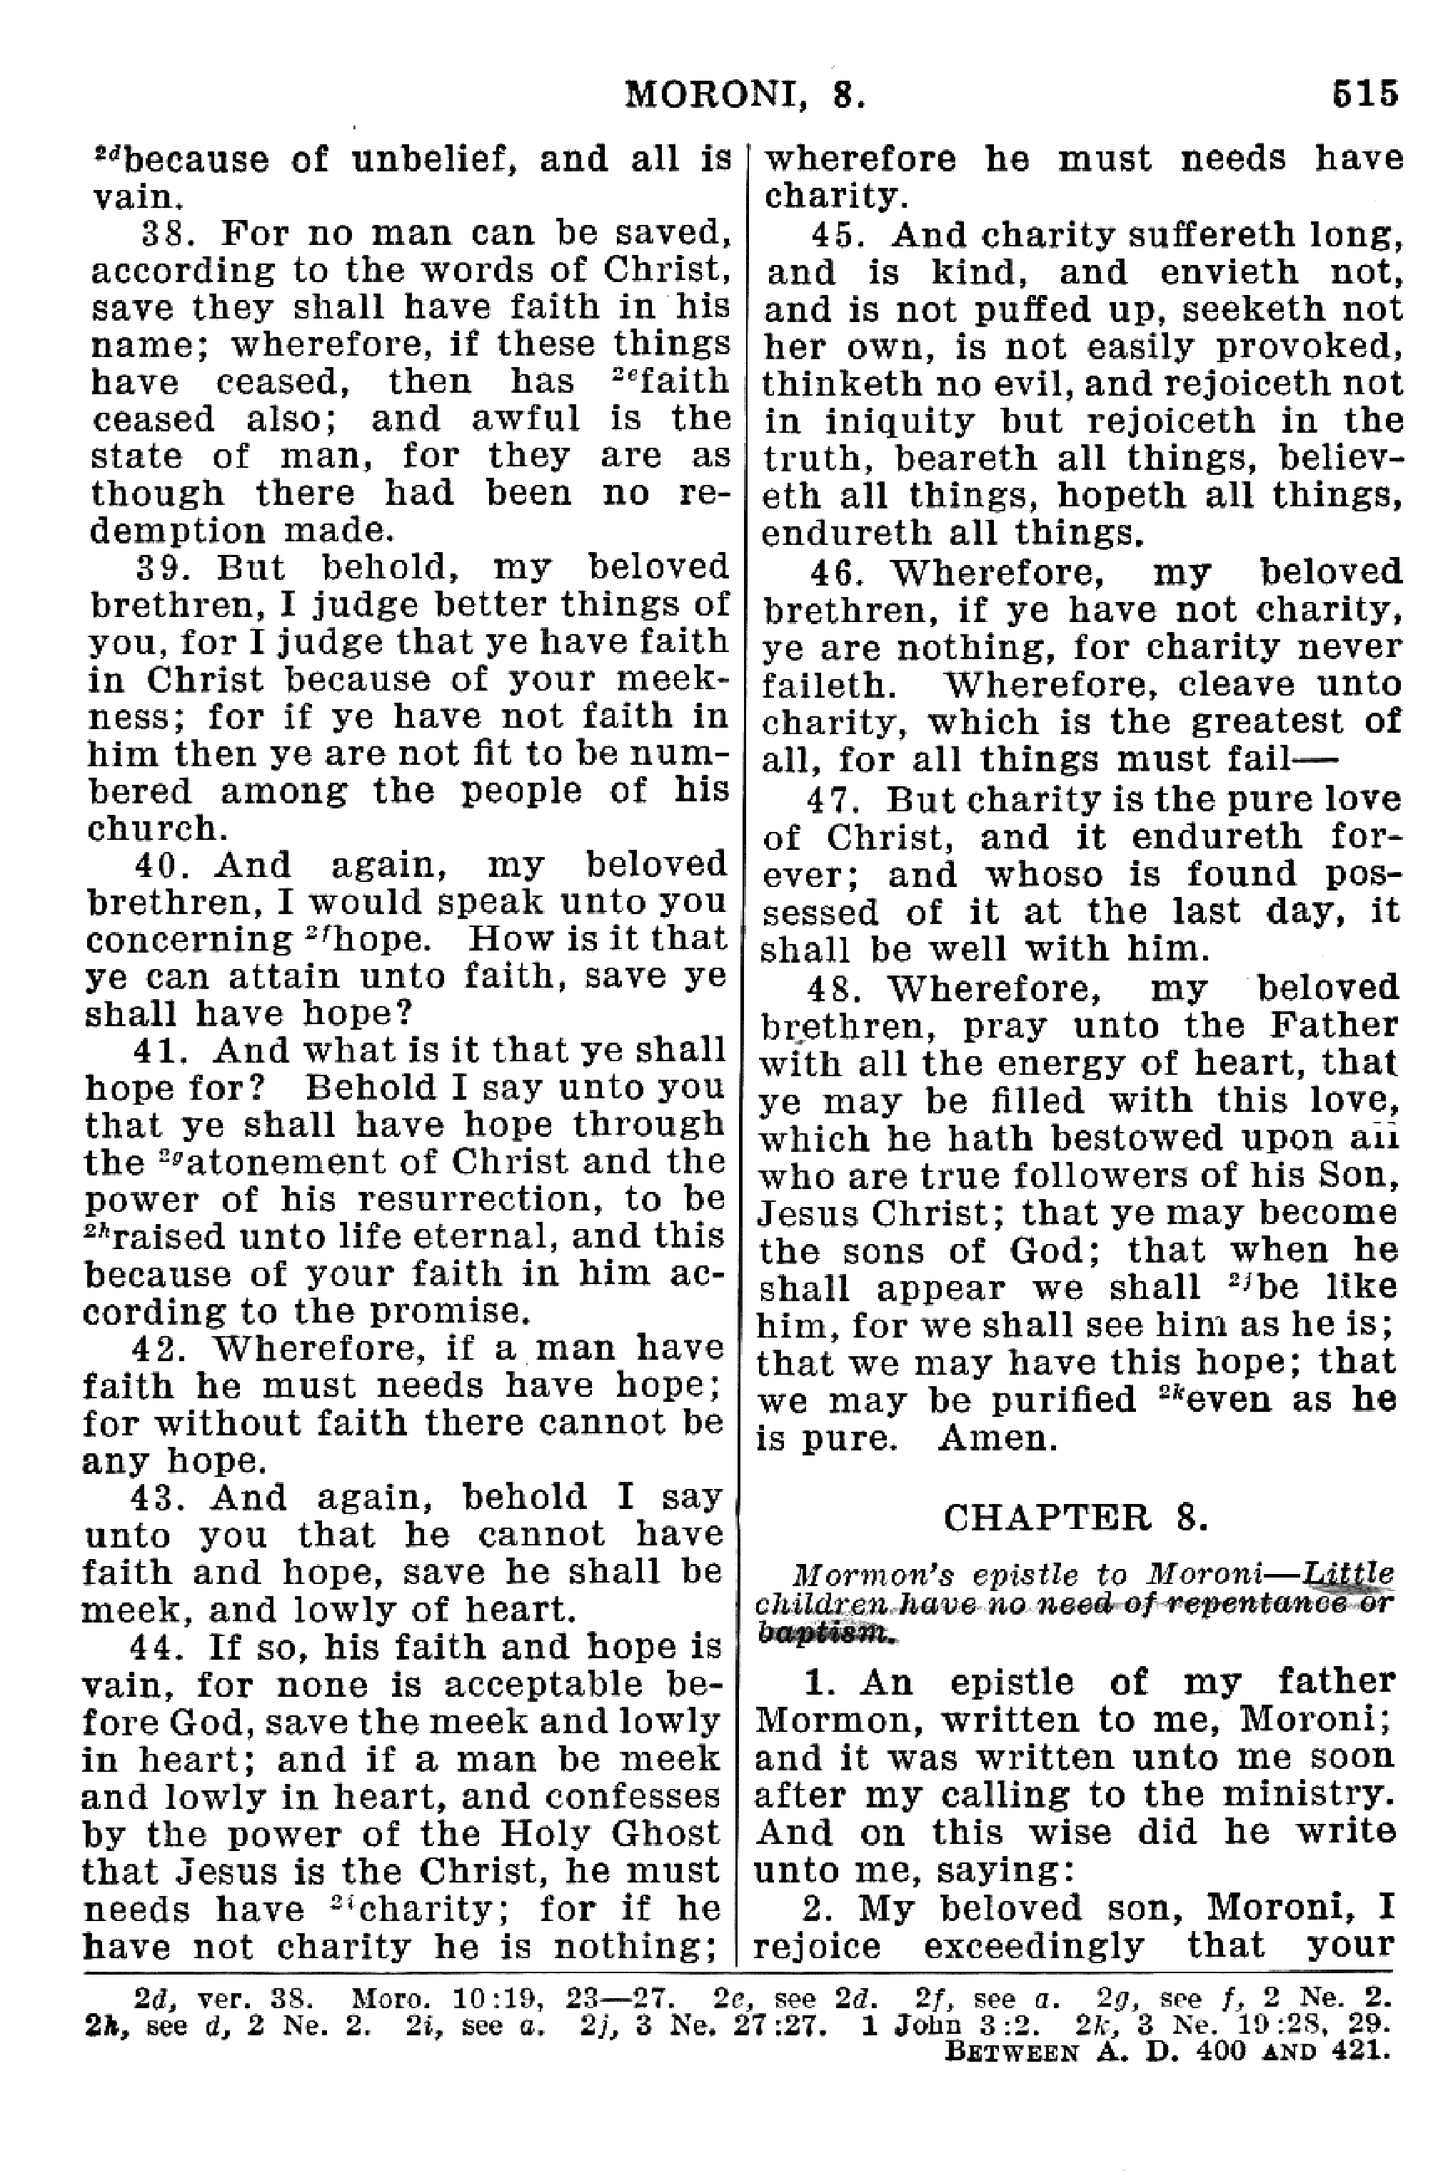 MORONI, 8. 515
2dbecause of unbelief, and all is
vain.
38. For no man can be saved,
according to the words of Christ,
save they shall have faith in his
name; wherefore, if these things
have ceased, then has 2efaith
ceased also; and awful is the
state of man, for they are as
though there had been no re-
demption made.
39. But behold, my beloved
brethren, I judge better things of
you, for I judge that ye have faith
in Christ because of your meek-
ness; for if ye have not faith in
him then ye are not fit to be num-
bered among the people of his
church.
40. And again, my beloved
brethren, I would speak unto you
concerning 2fhope. How is it that
ye can attain unto faith, save ye
shall have hope?
41. And what is it that ye shall
hope for? Behold I say unto you
that ye shall have hope through
the 2gatonement of Christ and the
power of his resurrection, to be
2hraised unto life eternal, and this
because of your faith in him ac-
cording to the promise.
42. Wherefore, if a man have
faith he must needs have hope;
for without faith there cannot be
any hope.
43. And again, behold I say
unto you that he cannot have
faith and hope, save he shall be
meek, and lowly of heart.
44. If so, his faith and hope is
vain, for none is acceptable be-
fore God, save the meek and lowly
in heart; and if a man be meek
and lowly in heart, and confesses
by the power of the Holy Ghost
that Jesus is the Christ, he must
needs have 2icharity; for if he
have not charity he is nothing;
wherefore he must needs have
charity.
45. And charity suffereth long,
and is kind, and envieth not,
and is not puffed up, seeketh not
her own, is not easily provoked,
thinketh no evil, and rejoiceth not
in iniquity but rejoiceth in the
truth, beareth all things, believ-
eth all things, hopeth all things,
endureth all things.
46. Wherefore, my beloved
brethren, if ye have not charity,
ye are nothing, for charity never
faileth. Wherefore, cleave unto
charity, which is the greatest of
all, for all things must fail—
47. But charity is the pure love
of Christ, and it endureth for-
ever; and whoso is found pos-
sessed of it at the last day, it
shall be well with him.
48. Wherefore, my beloved
brethren, pray unto the Father
with all the energy of heart, that
ye may be filled with this love,
which he hath bestowed upon all
who are true followers of his Son,
Jesus Christ; that ye may become
the sons of God; that when he
shall appear we shall 2jbe like
him, for we shall see him as he is;
that we may have this hope; that
we may be purified 2keven as he
is pure. Amen.
CHAPTER 8.
Mormon's epistle to Moroni—Little
children have no need of repentance or
baptism.
1. An epistle of my father
Mormon, written to me, Moroni;
and it was written unto me soon
after my calling to the ministry.
And on this wise did he write
unto me, saying:
2. My beloved son, Moroni, I
rejoice exceedingly that your
2d, ver. 38. Moro. 10:19, 23—27. 2e, see 2d. 2f, see a. 2g, see f, 2 Ne. 2.
2h, see d, 2 Ne. 2. 2i, see a. 2j, 3 Ne. 27:27. 1 John 3:2. 2k, 3 Ne. 19:28, 29.
BETWEEN A. D. 400 AND 421.